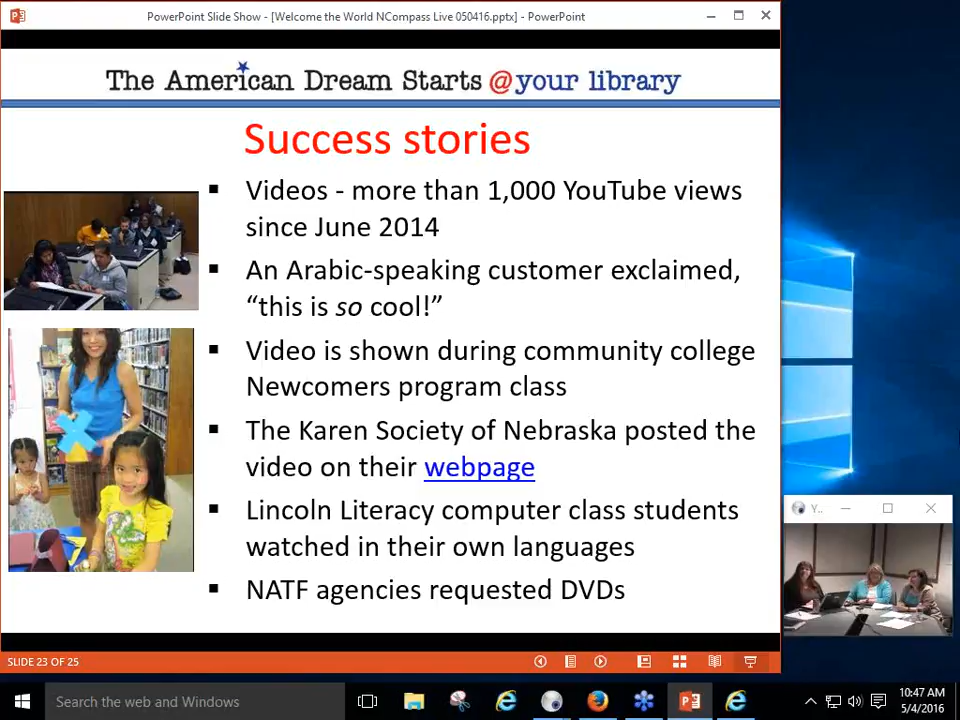 PowerPoint Slide Show - [Welcome the World NCompass Live 050416.pptx] - PowerPoint
The American Dream Starts @your library
Success stories
▪ Videos - more than 1,000 YouTube views
since June 2014
▪ An Arabic-speaking customer exclaimed,
“this is so cool!”
▪ Video is shown during community college
Newcomers program class
▪ The Karen Society of Nebraska posted the
video on their webpage
▪ Lincoln Literacy computer class students
watched in their own languages
▪ NATF agencies requested DVDs
Y..
SLIDE 23 OF 25
Search the web and Windows
10:47 AM
5/4/2016